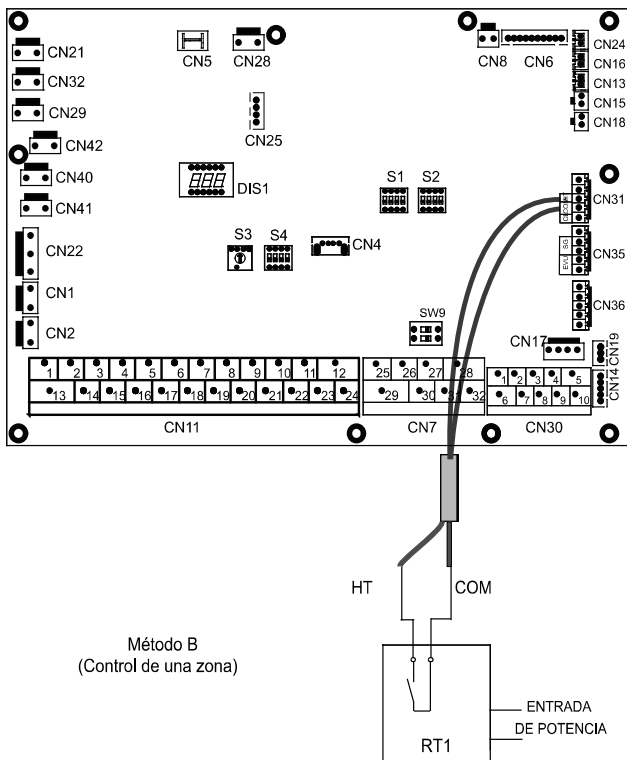 CN21
CN5
CN28
CN8
CN6
CN24
CN32
CN16
CN13
CN29
CN15
CN25
CN18
CN42
CN40
DIS1
S1
S2
CN31
CN41
CN22
S3
S4
CN4
EVU SG
CN35
CN1
CN36
SW9
CN2
CN17
CN19
1 2 3 4 5 6 7 8 9 10 11 12
25 26 27 28
1 2 3 4 5
CN14
13 14 15 16 17 18 19 20 21 22 23 24
29 30 31 32
6 7 8 9 10
CN11
CN7
CN30
HT
COM
Método B
(Control de una zona)
ENTRADA
DE POTENCIA
RT1